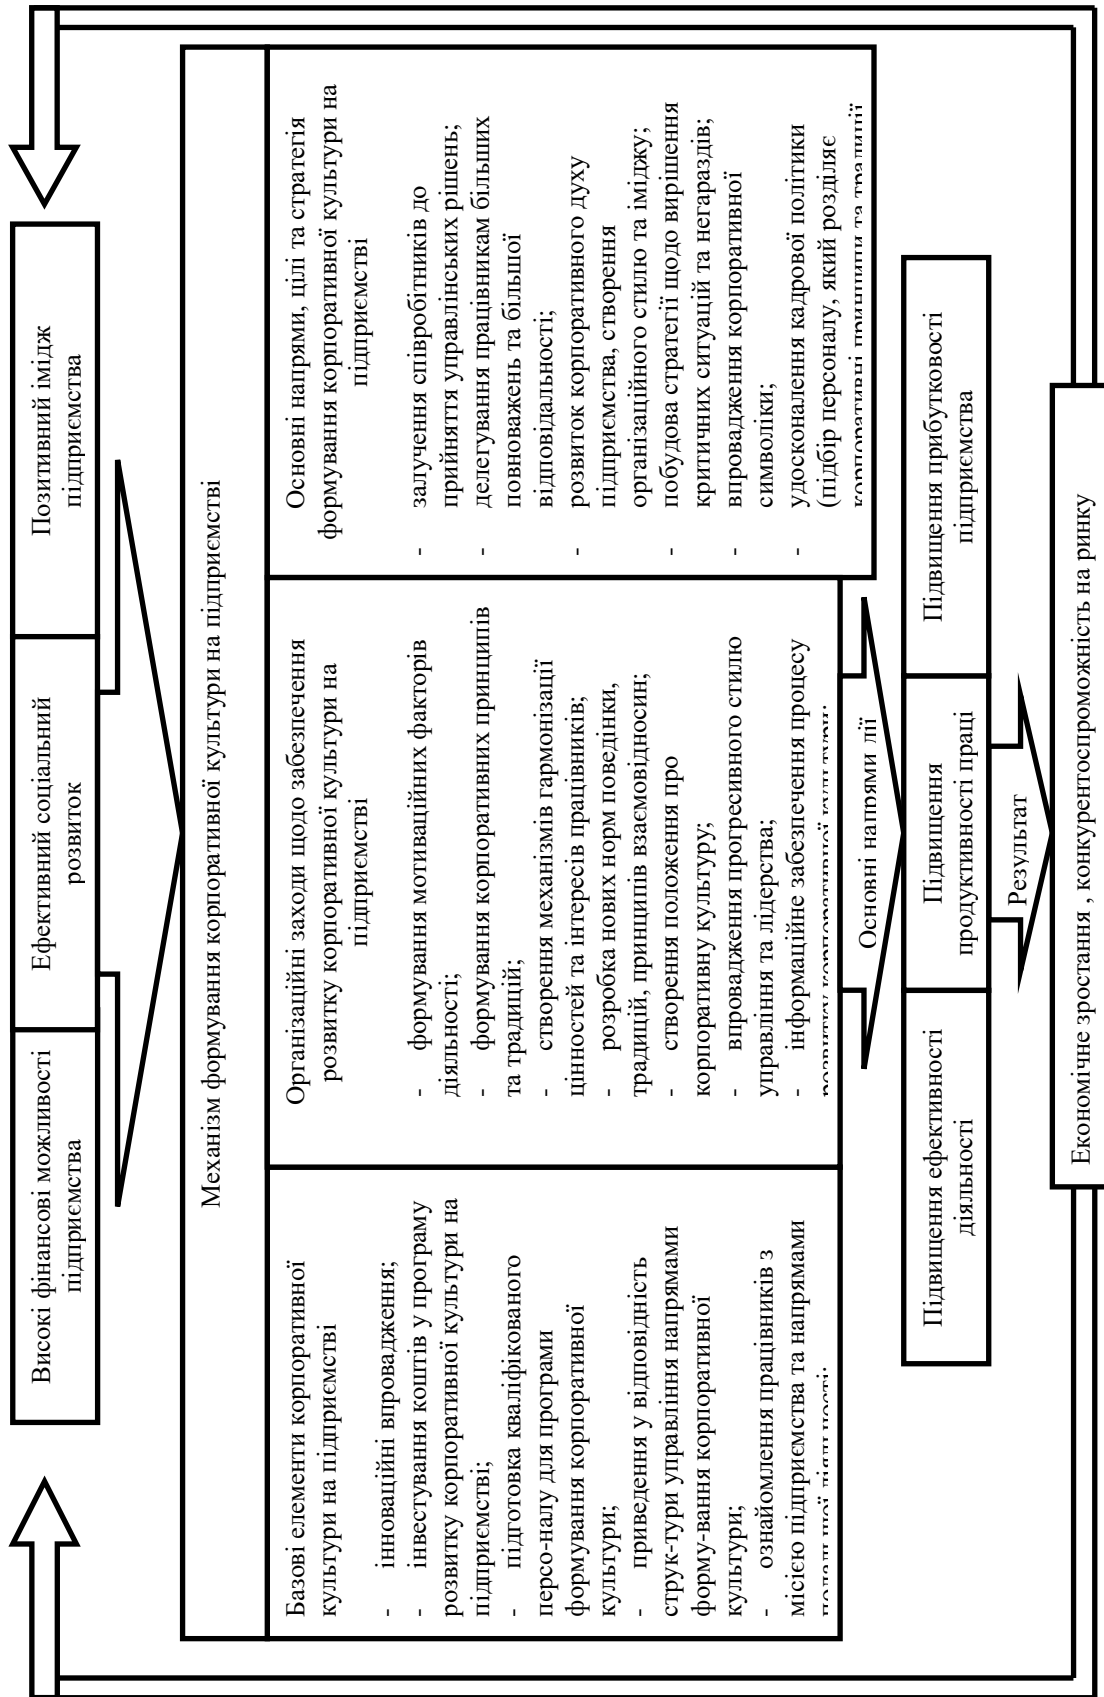 Високі фінансові можливості
підприємства
Ефективний соціальний
розвиток
Позитивний імідж
підприємства
Механізм формування корпоративної культури на підприємстві
Базові елементи корпоративної
культури на підприємстві
- інноваційні впровадження;
- інвестування коштів у програму
розвитку корпоративної культури на
підприємстві;
- підготовка кваліфікованого
персо-налу для програми
формування корпоративної
культури;
- приведення у відповідність
струк-тури управління напрямами
форму-вання корпоративної
культури;
- ознайомлення працівників з
місією підприємства та напрямами
подальшої діяльності;
Організаційні заходи щодо забезпечення
розвитку корпоративної культури на
підприємстві
- формування мотиваційних факторів
діяльності;
- формування корпоративних принципів
та традицій;
- створення механізмів гармонізації
цінностей та інтересів працівників;
- розробка нових норм поведінки,
традицій, принципів взаємовідносин;
- створення положення про
корпоративну культуру;
- впровадження прогресивного стилю
управління та лідерства;
- інформаційне забезпечення процесу
розвитку корпоративної культури;
Основні напрями, цілі та стратегія
формування корпоративної культури на
підприємстві
- залучення співробітників до
прийняття управлінських рішень;
- делегування працівникам більших
повноважень та більшої
відповідальності;
- розвиток корпоративного духу
підприємства, створення
організаційного стилю та іміджу;
- побудова стратегії щодо вирішення
критичних ситуацій та негараздів;
- впровадження корпоративної
символіки;
- удосконалення кадрової політики
(підбір персоналу, який розділяє
корпоративні принципи та традиції
Основні напрями дії
Підвищення ефективності
діяльності
Підвищення
продуктивності праці
Підвищення прибутковості
підприємства
Результат
Економічне зростання , конкурентоспроможність на ринку